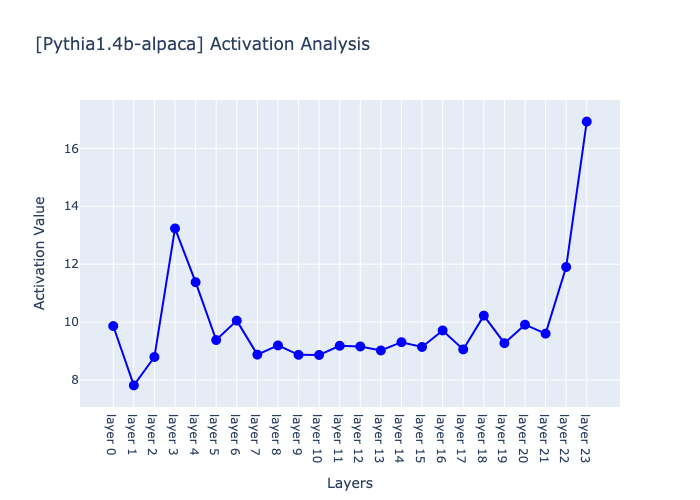 [Pythia1.4b-alpaca] Activation Analysis
16
14
12
10
8
Activation Value
layer 0
layer 1
layer 2
layer 3
layer 4
layer 5
layer 6
layer 7
layer 8
layer 9
layer 10
layer 11
layer 12
layer 13
layer 14
layer 15
layer 16
layer 17
layer 18
layer 19
layer 20
layer 21
layer 22
layer 23
Layers